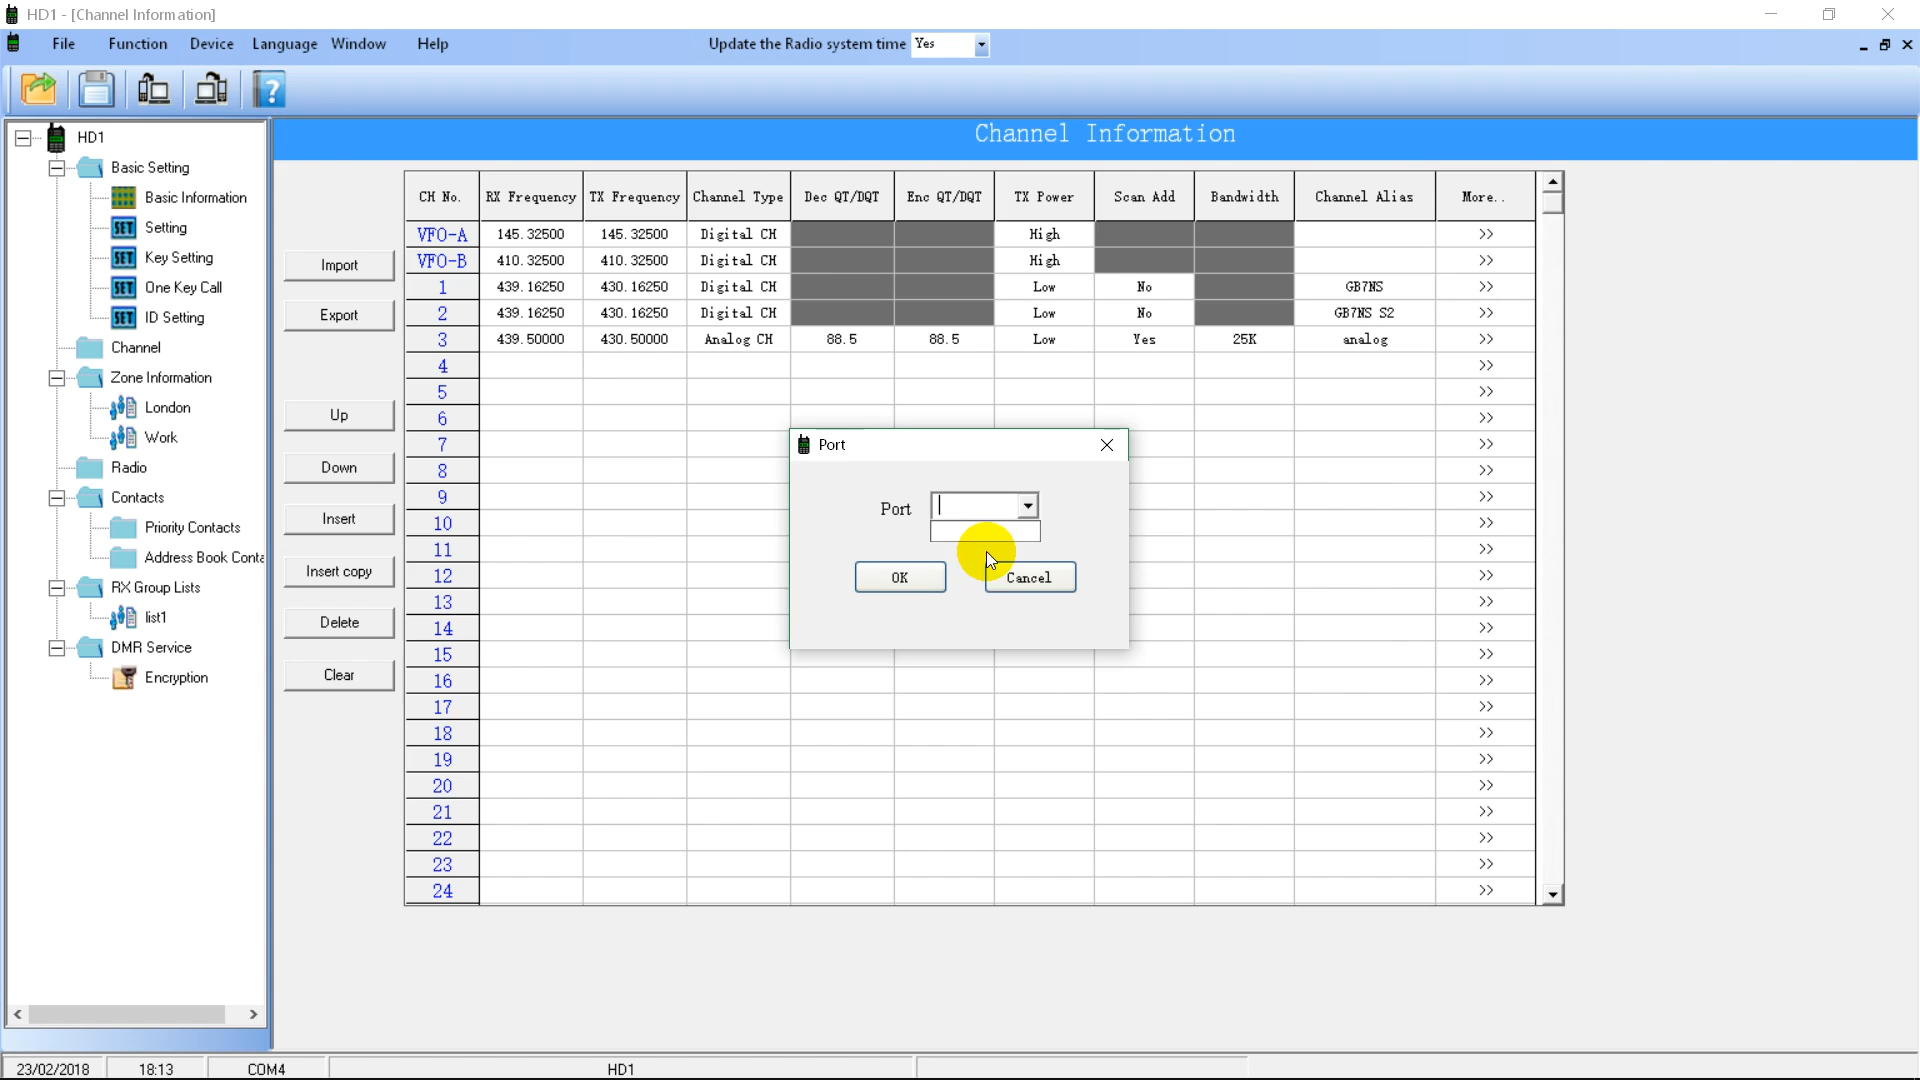 HD1 - [Channel Information]
File Function Device Language Window Help Update the Radio system time Yes
HD1
Basic Setting
Basic Information
SET Setting
SET Key Setting
SET One Key Call
SET ID Setting
Channel
Zone Information
London
Work
Radio
Contacts
Priority Contacts
Address Book Conta
RX Group Lists
list1
DMR Service
Encryption
Channel Information
Import
Export
Up
Down
Insert
Insert copy
Delete
Clear
CH No. RX Frequency TX Frequency Channel Type Dec QT/DQT Enc QT/DQT TX Power Scan Add Bandwidth Channel Alias More..
VFO-A 145.32500 145.32500 Digital CH High >>
VFO-B 410.32500 410.32500 Digital CH High >>
1 439.16250 430.16250 Digital CH Low No GB7NS >>
2 439.16250 430.16250 Digital CH Low No GB7NS S2 >>
3 439.50000 430.50000 Analog CH 88.5 88.5 Low Yes 25K analog >>
4 >>
5 >>
6 >>
7 >>
8 >>
9 >>
10 >>
11 >>
12 >>
13 >>
14 >>
15 >>
16 >>
17 >>
18 >>
19 >>
20 >>
21 >>
22 >>
23 >>
24 >>
Port
Port
OK Cancel
23/02/2018 18:13 COM4 HD1